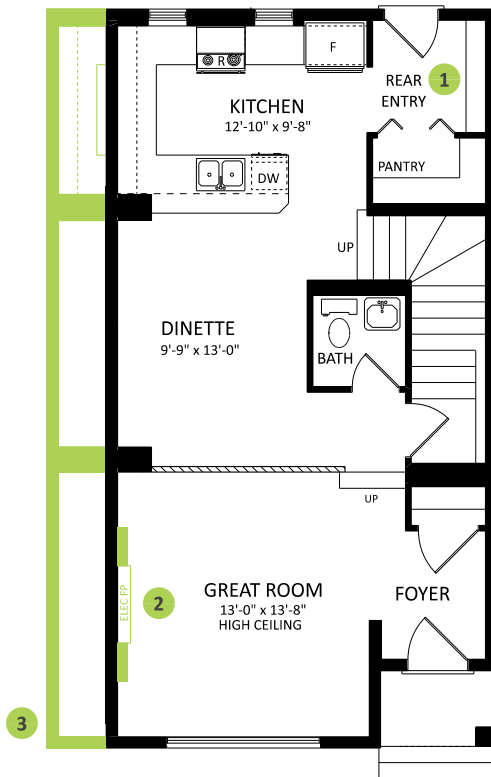 R
F
KITCHEN
12'-10" x 9'-8"
REAR
ENTRY
1
PANTRY
DW
UP
DINETTE
9'-9" x 13'-0"
BATH
UP
ELEC FP
2
GREAT ROOM
13'-0" x 13'-8"
HIGH CEILING
FOYER
3